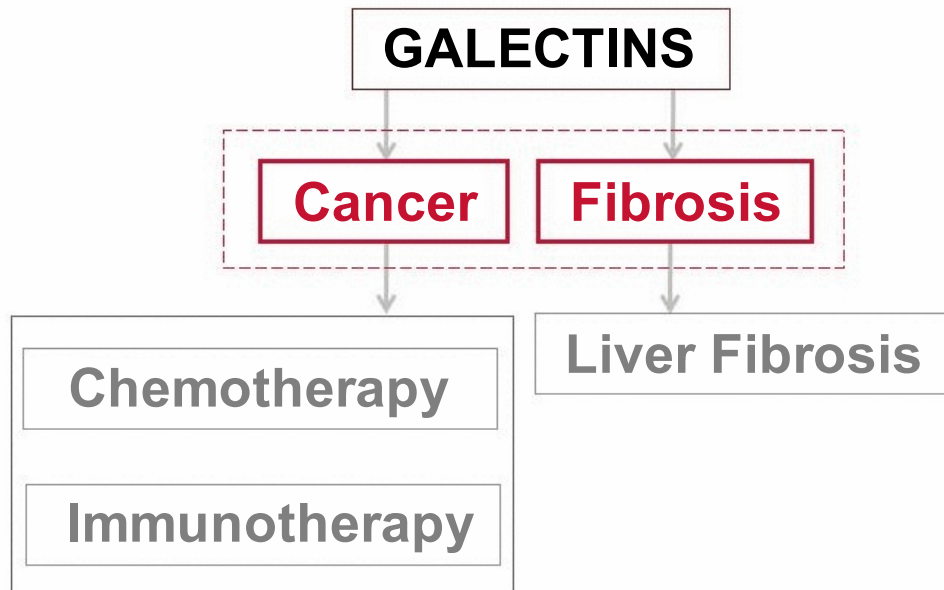 GALECTINS
Cancer
Fibrosis
Liver Fibrosis
Chemotherapy
Immunotherapy